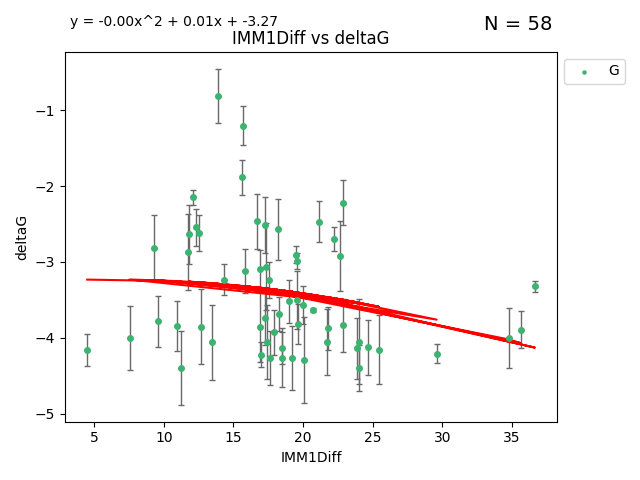 y = -0.00x^2 + 0.01x + -3.27
N = 58
IMM1Diff vs deltaG
G
deltaG
−1
−2
−3
−4
−5
5 10 15 20 25 30 35
IMM1Diff